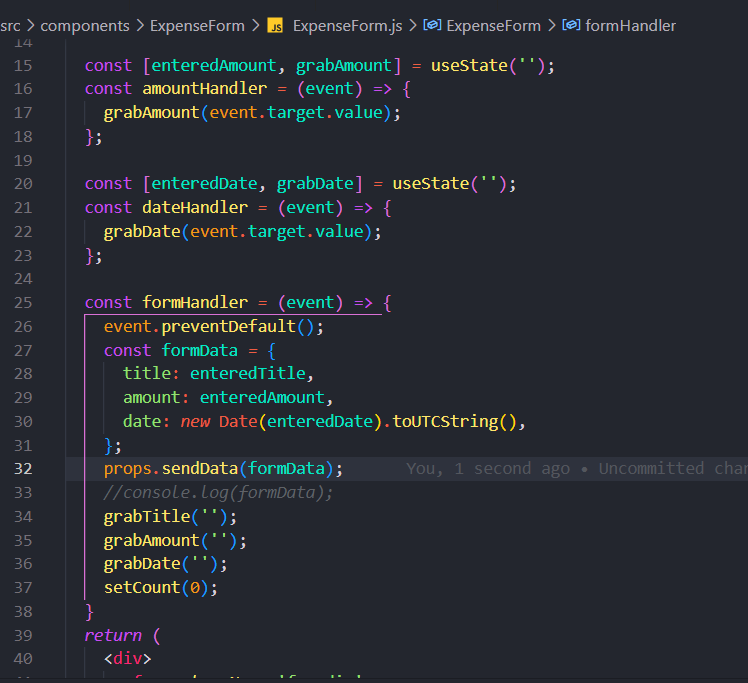 src > components > ExpenseForm > JS ExpenseForm.js > ExpenseForm > formHandler
14
15 const [enteredAmount, grabAmount] = useState('');
16 const amountHandler = (event) => {
17 grabAmount(event.target.value);
18 };
19
20 const [enteredDate, grabDate] = useState('');
21 const dateHandler = (event) => {
22 grabDate(event.target.value);
23 };
24
25 const formHandler = (event) => {
26 event.preventDefault();
27 const formData = {
28 title: enteredTitle,
29 amount: enteredAmount,
30 date: new Date(enteredDate).toUTCString(),
31 };
32 props.sendData(formData); You, 1 second ago • Uncommitted chan
33 //console.log(formData);
34 grabTitle('');
35 grabAmount('');
36 grabDate('');
37 setCount(0);
38 }
39 return (
40 <div>